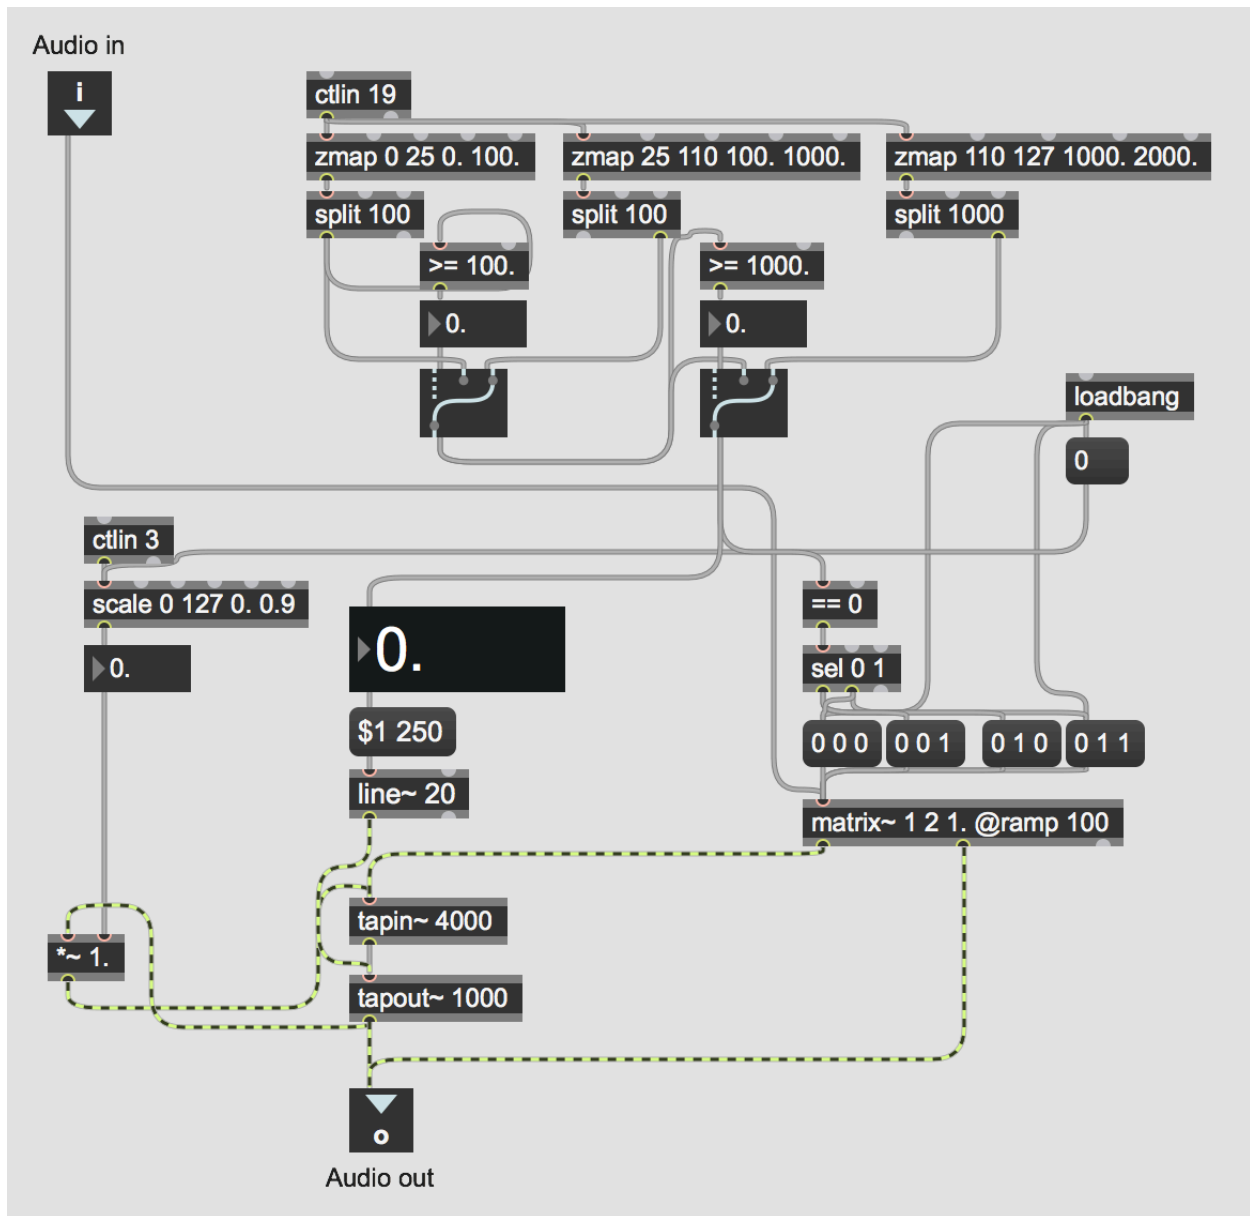 Audio in
i
ctlin 19
zmap 0 25 0. 100.
zmap 25 110 100. 1000.
zmap 110 127 1000. 2000.
split 100
split 100
split 1000
>= 100.
>= 1000.
0.
0.
loadbang
0
ctlin 3
scale 0 127 0. 0.9
0.
0.
== 0
sel 0 1
$1 250
0 0 0
0 0 1
0 1 0
0 1 1
line~ 20
matrix~ 1 2 1. @ramp 100
tapin~ 4000
*~ 1.
tapout~ 1000
o
Audio out